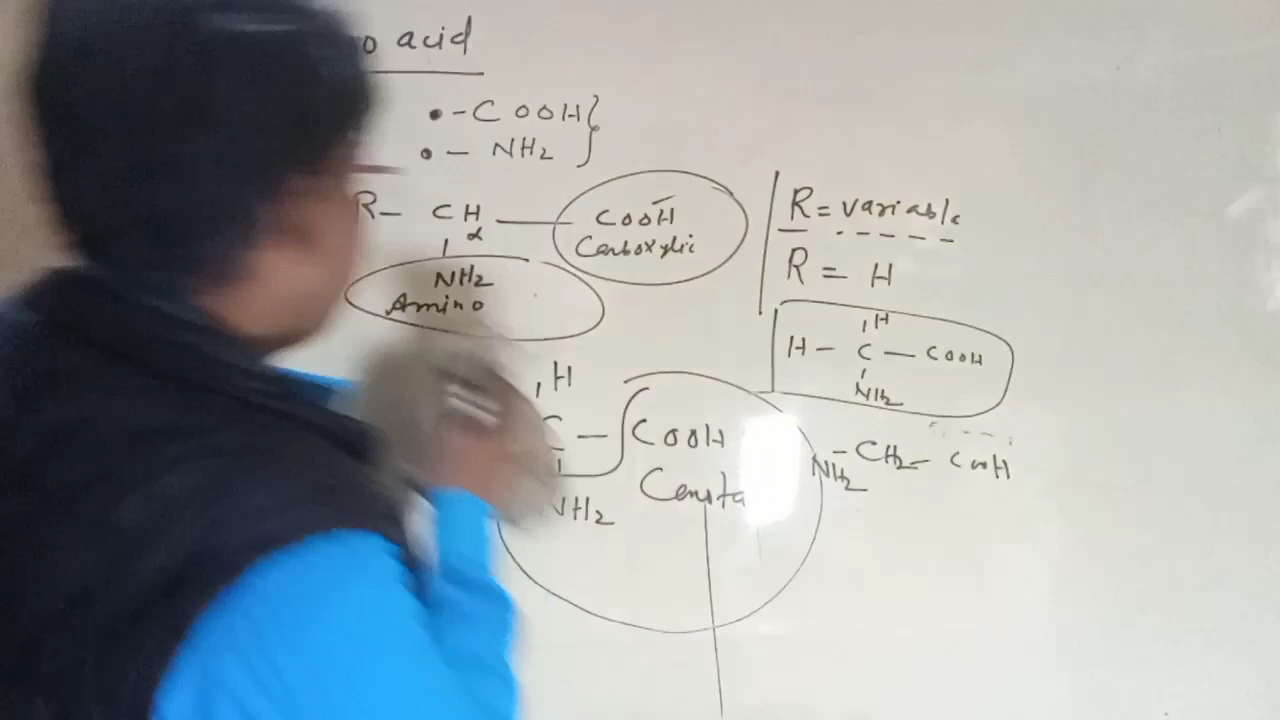 o acid
• - COOH }
• - NH2
R - CH - COOH
α Carboxylic
NH2
Amino
H
C - COOH
NH2
R = variable
R = H
H
H - C - COOH
NH2
NH2 - CH2 - COOH